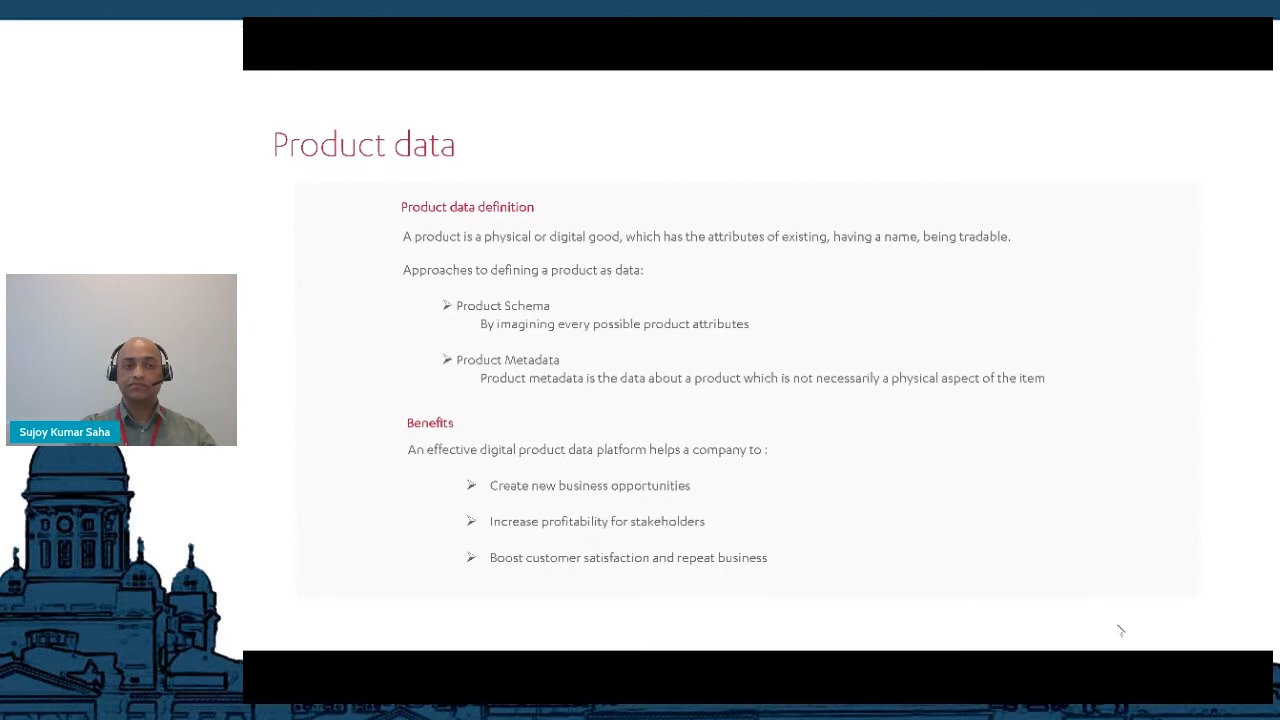 Product data
Product data definition
A product is a physical or digital good, which has the attributes of existing, having a name, being tradable.
Approaches to defining a product as data:
Product Schema
By imagining every possible product attributes
Product Metadata
Product metadata is the data about a product which is not necessarily a physical aspect of the item
Benefits
An effective digital product data platform helps a company to :
Create new business opportunities
Increase profitability for stakeholders
Boost customer satisfaction and repeat business
Sujoy Kumar Saha